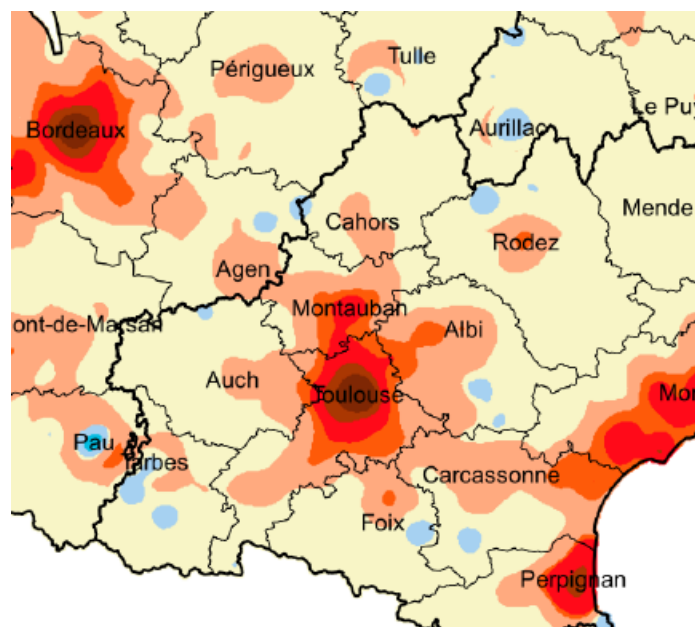 Tulle
Périgueux
Le Puy
Bordeaux
Aurillac
Mende
Cahors
Rodez
Agen
Montauban
ont-de-Marsan
Albi
Auch
Toulouse
Mon
Pau
Tarbes
Carcassonne
Foix
Perpignan